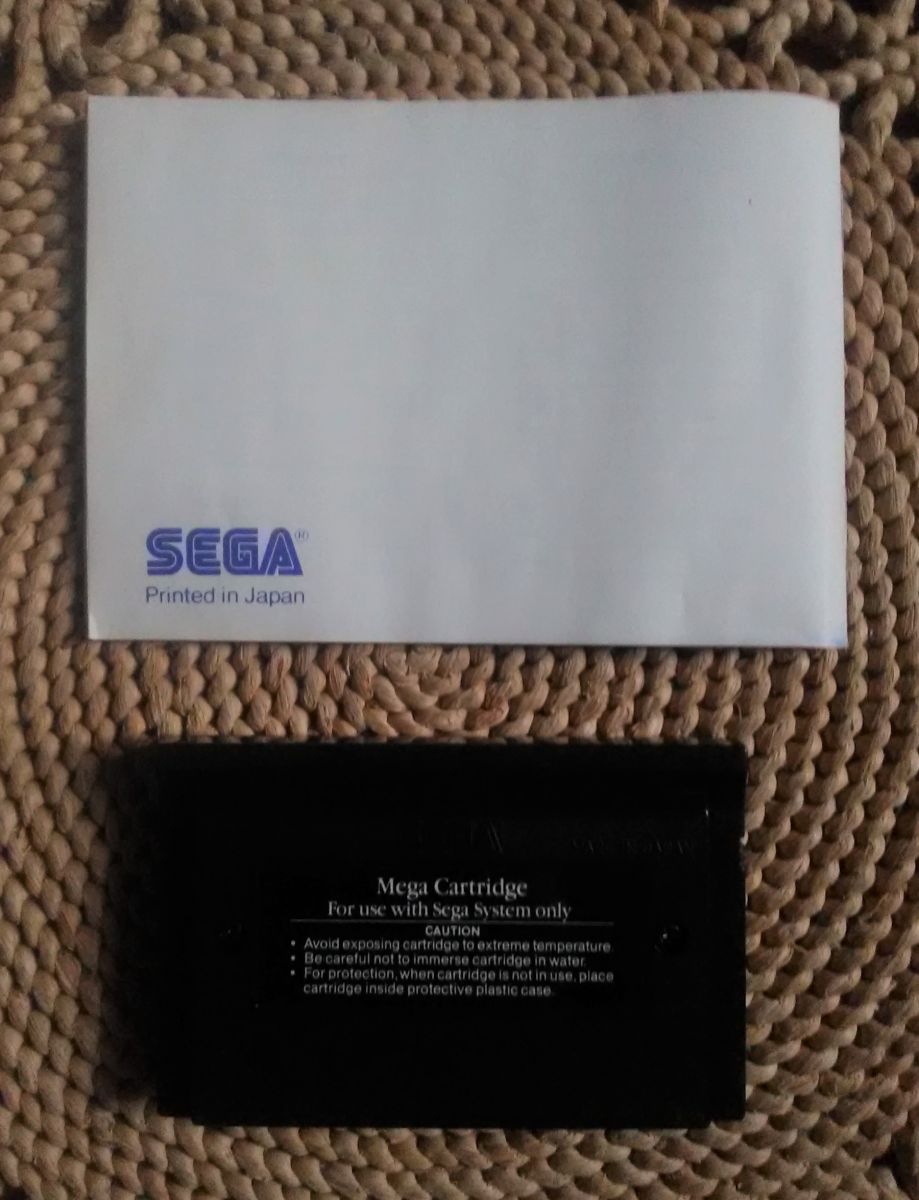 SEGA®
Printed in Japan
Mega Cartridge
For use with Sega System only
CAUTION
• Avoid exposing cartridge to extreme temperature.
• Be careful not to immerse cartridge in water.
• For protection, when cartridge is not in use, place
cartridge inside protective plastic case.